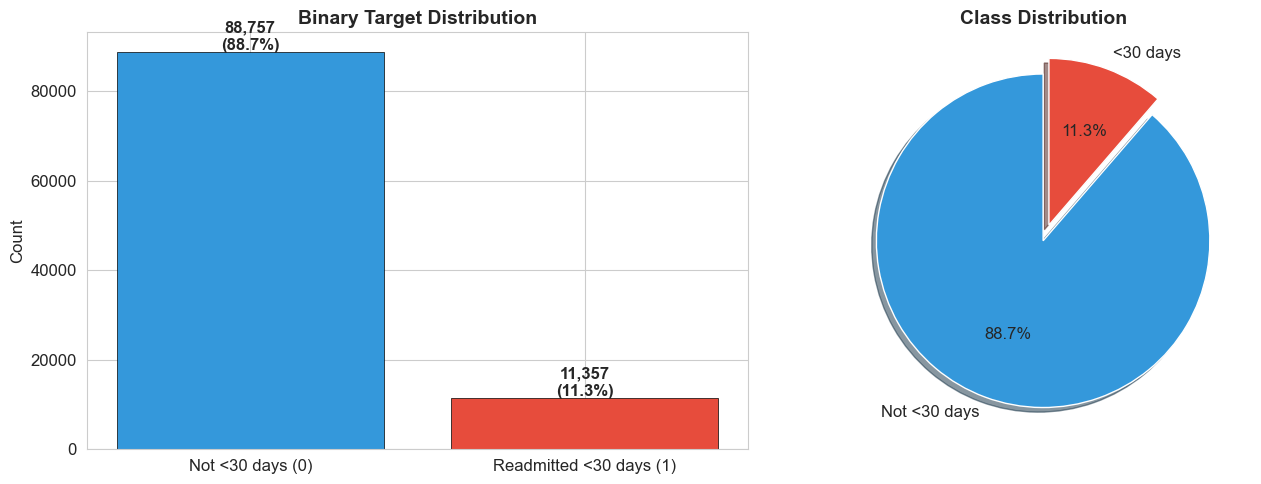 Binary Target Distribution
88,757
(88.7%)
80000
60000
40000
20000
0
Count
11,357
(11.3%)
Not <30 days (0)
Readmitted <30 days (1)
Class Distribution
<30 days
11.3%
88.7%
Not <30 days